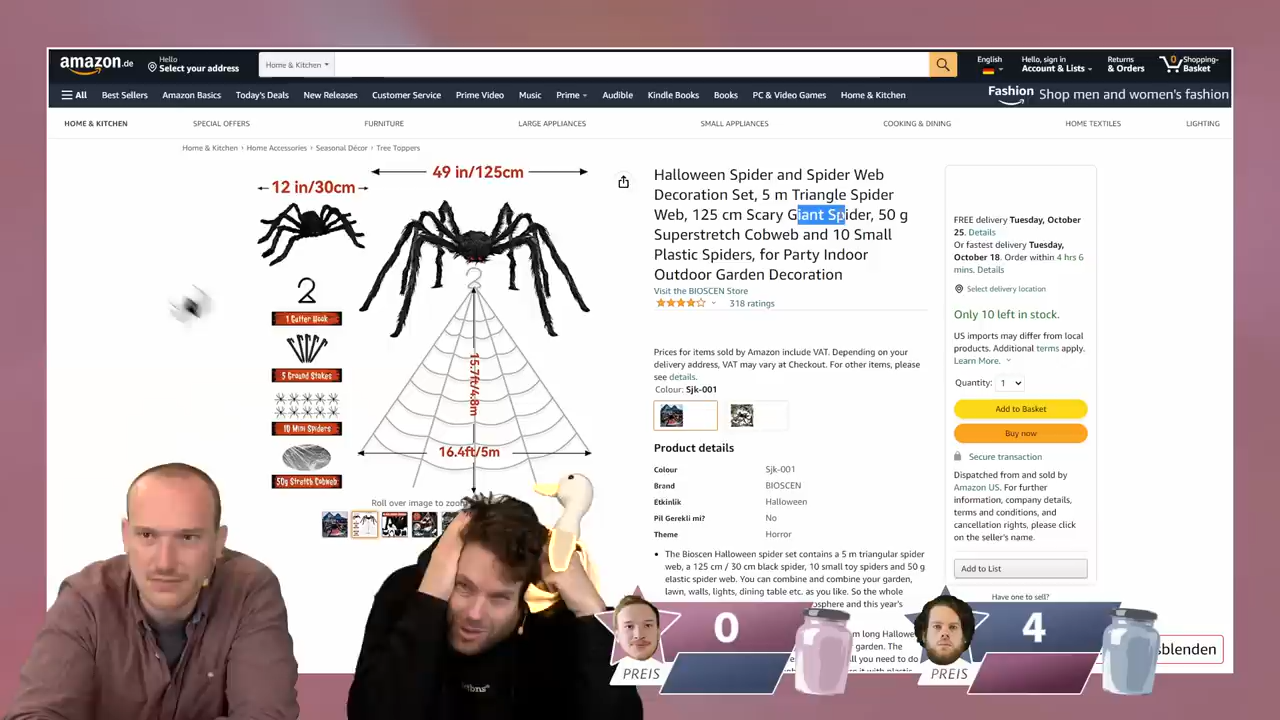 amazon.de
Hello
Select your address
Home & Kitchen
English
Hello, sign in
Account & Lists
Returns
& Orders
0
Shopping-
Basket
All
Best Sellers
Amazon Basics
Today's Deals
New Releases
Customer Service
Prime Video
Music
Prime
Audible
Kindle Books
Books
PC & Video Games
Home & Kitchen
Fashion
Shop men and women's fashion
HOME & KITCHEN
SPECIAL OFFERS
FURNITURE
LARGE APPLIANCES
SMALL APPLIANCES
COOKING & DINING
HOME TEXTILES
LIGHTING
Home & Kitchen › Home Accessories › Seasonal Décor › Tree Toppers
12 in/30cm
49 in/125cm
2
1 Cutter Hook
5 Ground Stakes
10 Mini Spiders
50g Stretch Cobweb
15.7ft/4.8m
16.4ft/5m
Roll over image to zoom
Halloween Spider and Spider Web
Decoration Set, 5 m Triangle Spider
Web, 125 cm Scary Giant Spider, 50 g
Superstretch Cobweb and 10 Small
Plastic Spiders, for Party Indoor
Outdoor Garden Decoration
Visit the BIOSCEN Store
318 ratings
Prices for items sold by Amazon include VAT. Depending on your
delivery address, VAT may vary at Checkout. For other items, please
see details.
Colour: Sjk-001
Product details
Colour Sjk-001
Brand BIOSCEN
Etkinlik Halloween
Pil Gerekli mi? No
Theme Horror
• The Bioscen Halloween spider set contains a 5 m triangular spider
web, a 125 cm / 30 cm black spider, 10 small toy spiders and 50 g
elastic spider web. You can combine and combine your garden,
lawn, walls, lights, dining table etc. as you like. So the whole
and this year's
m long
garden. The
you need to do
FREE delivery Tuesday, October
25. Details
Or fastest delivery Tuesday,
October 18. Order within 4 hrs 6
mins. Details
Select delivery location
Only 10 left in stock.
US imports may differ from local
products. Additional terms apply.
Learn More.
Quantity: 1
Add to Basket
Buy now
Secure transaction
Dispatched from and sold by
Amazon US. For further
information, company details,
terms and conditions, and
cancellation rights, please click
on the seller's name.
Add to List
Have one to sell?
0
PREIS
4
PREIS
sblenden